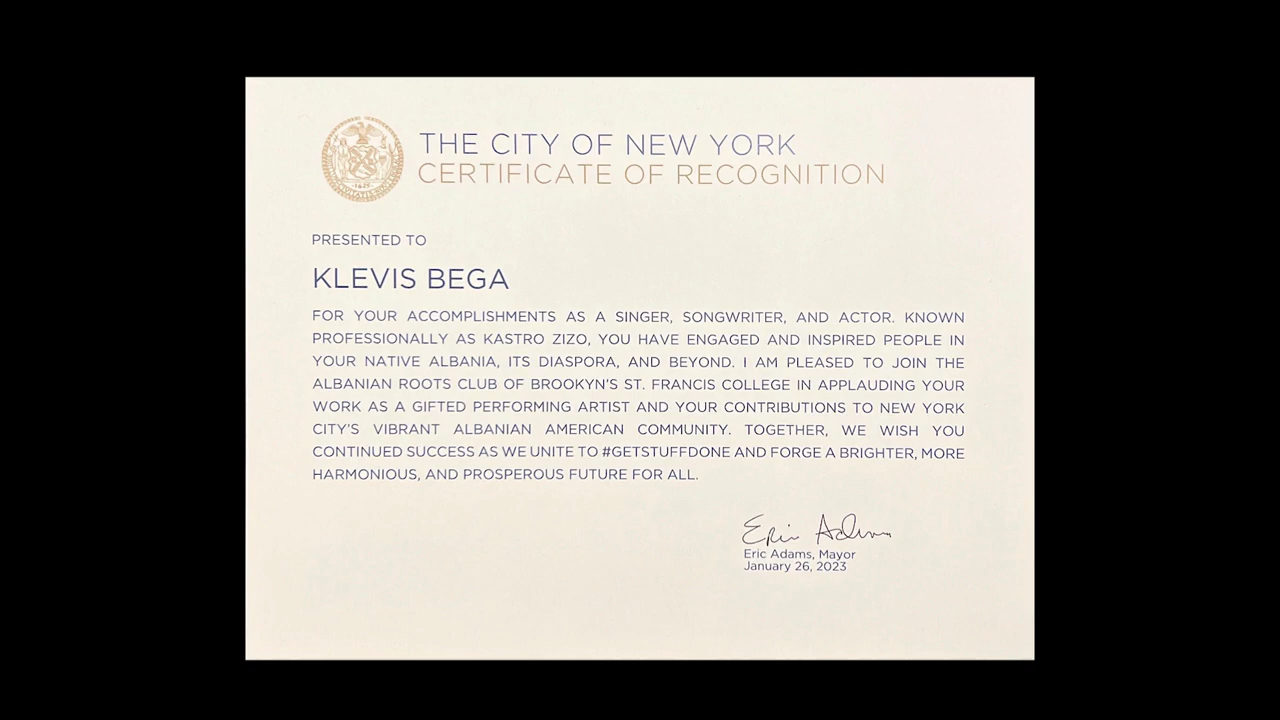 THE CITY OF NEW YORK
CERTIFICATE OF RECOGNITION
1625
PRESENTED TO
KLEVIS BEGA
FOR YOUR ACCOMPLISHMENTS AS A SINGER, SONGWRITER, AND ACTOR. KNOWN
PROFESSIONALLY AS KASTRO ZIZO, YOU HAVE ENGAGED AND INSPIRED PEOPLE IN
YOUR NATIVE ALBANIA, ITS DIASPORA, AND BEYOND. I AM PLEASED TO JOIN THE
ALBANIAN ROOTS CLUB OF BROOKYN'S ST. FRANCIS COLLEGE IN APPLAUDING YOUR
WORK AS A GIFTED PERFORMING ARTIST AND YOUR CONTRIBUTIONS TO NEW YORK
CITY'S VIBRANT ALBANIAN AMERICAN COMMUNITY. TOGETHER, WE WISH YOU
CONTINUED SUCCESS AS WE UNITE TO #GETSTUFFDONE AND FORGE A BRIGHTER, MORE
HARMONIOUS, AND PROSPEROUS FUTURE FOR ALL.
Eric Adams
Eric Adams, Mayor
January 26, 2023